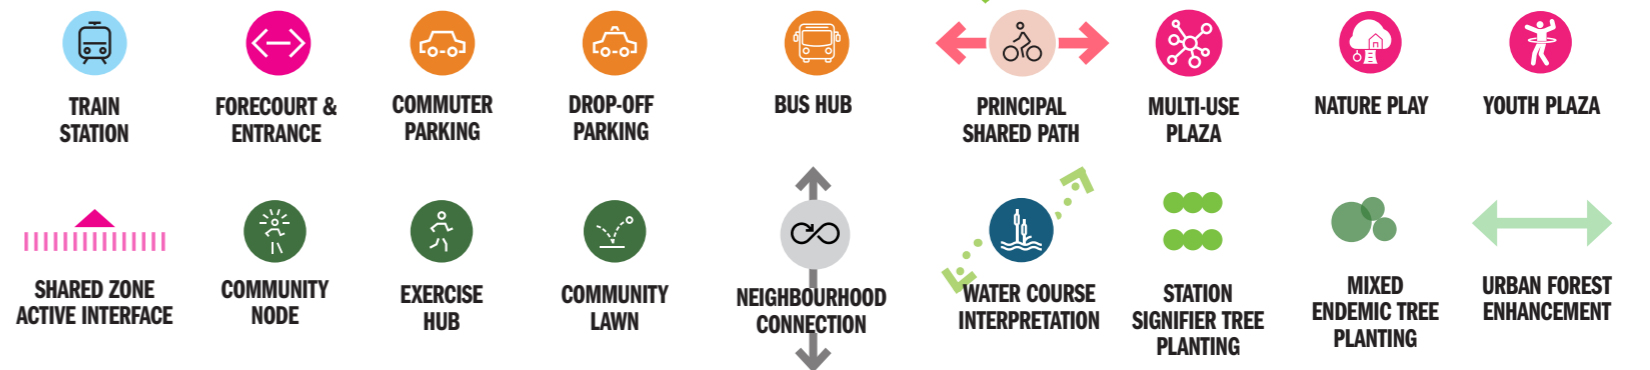 TRAIN
STATION
FORECOURT &
ENTRANCE
COMMUTER
PARKING
DROP-OFF
PARKING
BUS HUB
PRINCIPAL
SHARED PATH
MULTI-USE
PLAZA
NATURE PLAY
YOUTH PLAZA
SHARED ZONE
ACTIVE INTERFACE
COMMUNITY
NODE
EXERCISE
HUB
COMMUNITY
LAWN
NEIGHBOURHOOD
CONNECTION
WATER COURSE
INTERPRETATION
STATION
SIGNIFIER TREE
PLANTING
MIXED
ENDEMIC TREE
PLANTING
URBAN FOREST
ENHANCEMENT